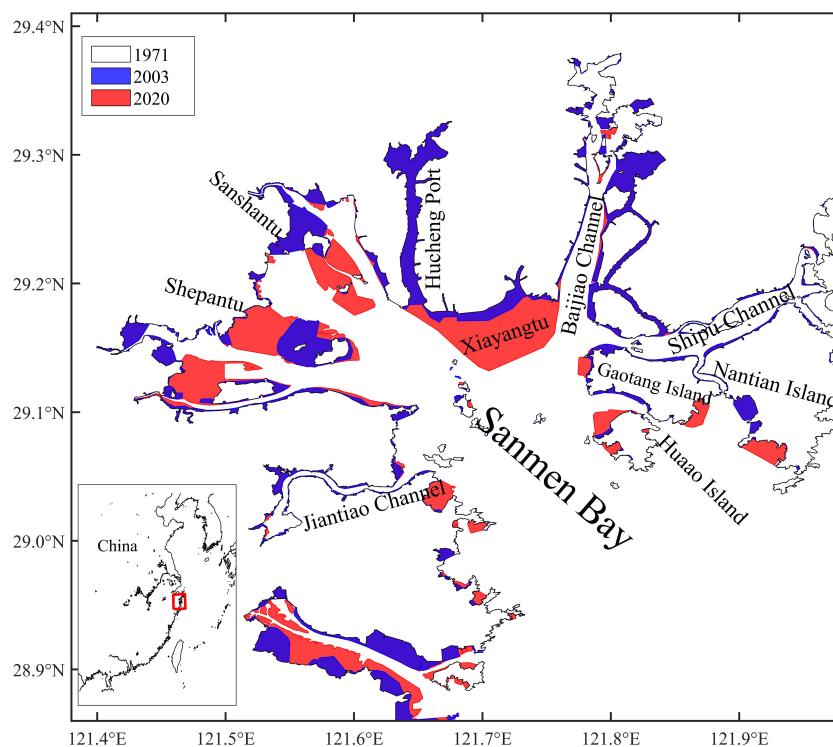 29.4°N
1971
2003
2020
29.3°N
Sanshantu
Hucheng Port
29.2°N
Shepantu
Baijiao Channel
Xiayangtu
Shipu Channel
Gaotang Island
Nantian Island
29.1°N
Sanmen Bay
Huaao Island
Jiantiao Channel
29.0°N
China
28.9°N
121.4°E
121.5°E
121.6°E
121.7°E
121.8°E
121.9°E